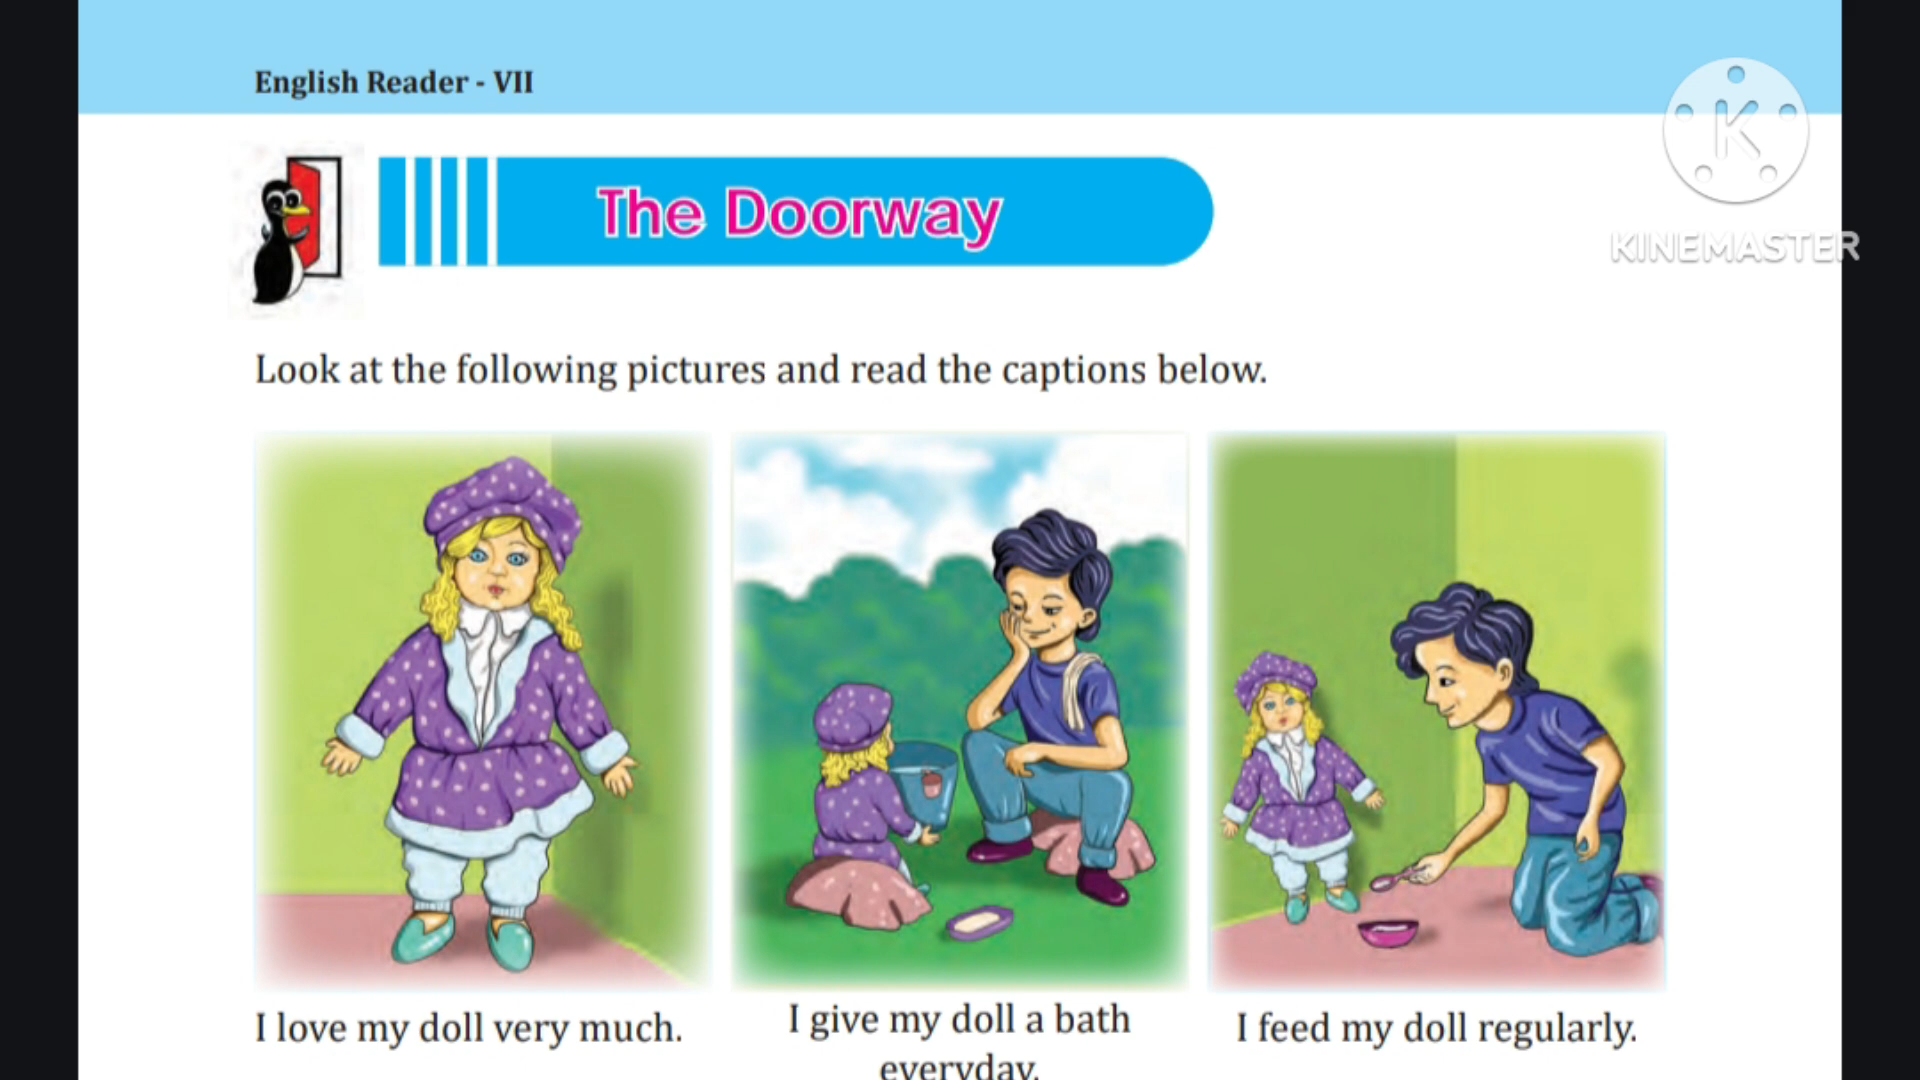 English Reader - VII
K
KINEMASTER
The Doorway
Look at the following pictures and read the captions below.
I love my doll very much.
I give my doll a bath
everyday.
I feed my doll regularly.